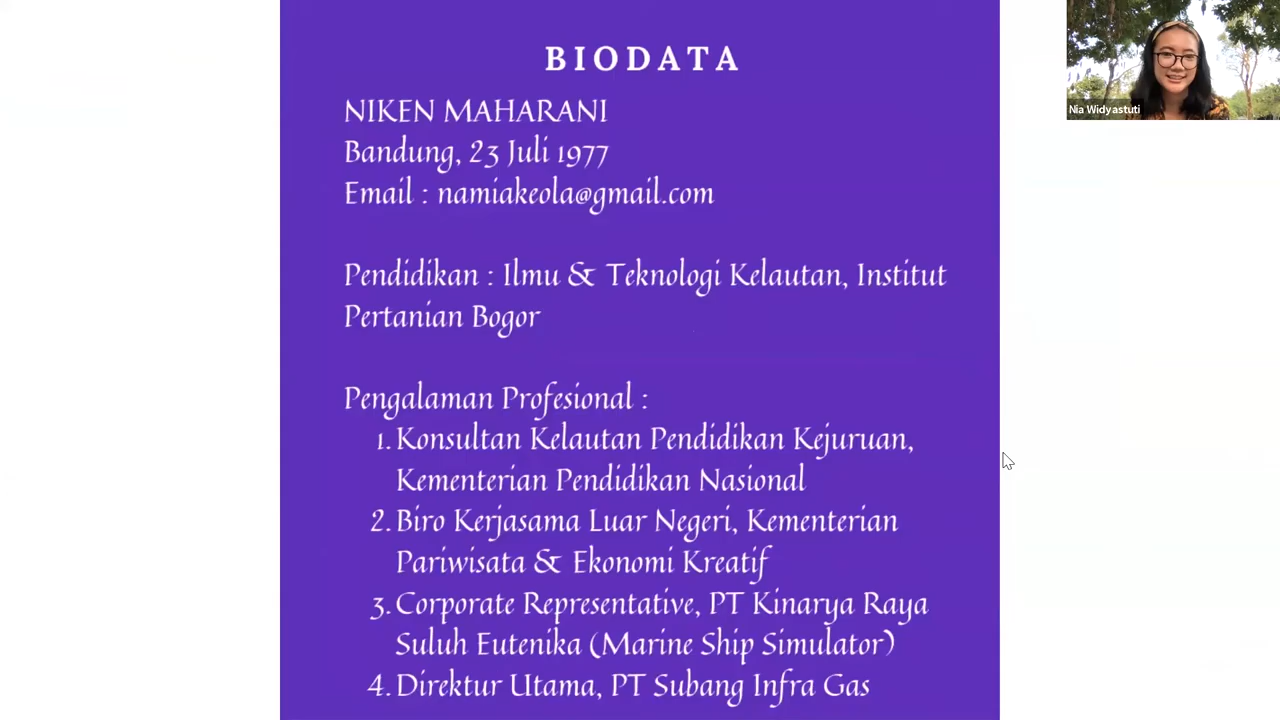 BIODATA
NIKEN MAHARANI
Bandung, 23 Juli 1977
Email : namiakeola@gmail.com
Pendidikan : Ilmu & Teknologi Kelautan, Institut
Pertanian Bogor
Pengalaman Profesional :
1. Konsultan Kelautan Pendidikan Kejuruan,
Kementerian Pendidikan Nasional
2. Biro Kerjasama Luar Negeri, Kementerian
Pariwisata & Ekonomi Kreatif
3. Corporate Representative, PT Kinarya Raya
Suluh Eutenika (Marine Ship Simulator)
4. Direktur Utama, PT Subang Infra Gas
Nia Widyastuti